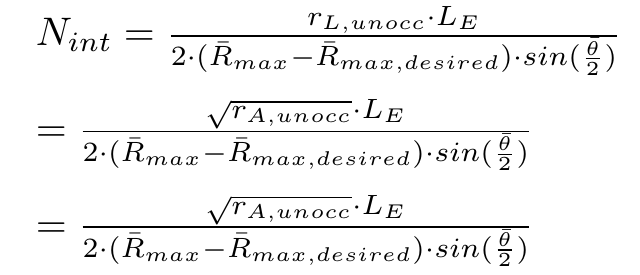 $N_{int} = \frac{r_{L,unocc} \cdot L_E}{2 \cdot (\bar{R}_{max} - \bar{R}_{max,desired}) \cdot sin(\frac{\bar{\theta}}{2})}$
$= \frac{\sqrt{r_{A,unocc}} \cdot L_E}{2 \cdot (\bar{R}_{max} - \bar{R}_{max,desired}) \cdot sin(\frac{\bar{\theta}}{2})}$
$= \frac{\sqrt{r_{A,unocc}} \cdot L_E}{2 \cdot (\bar{R}_{max} - \bar{R}_{max,desired}) \cdot sin(\frac{\bar{\theta}}{2})}$